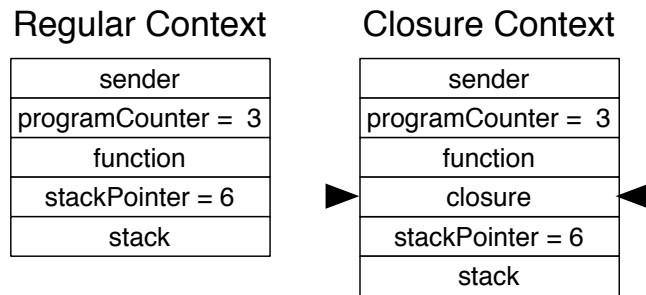 Regular Context
sender
programCounter = 3
function
stackPointer = 6
stack
Closure Context
sender
programCounter = 3
function
closure
stackPointer = 6
stack